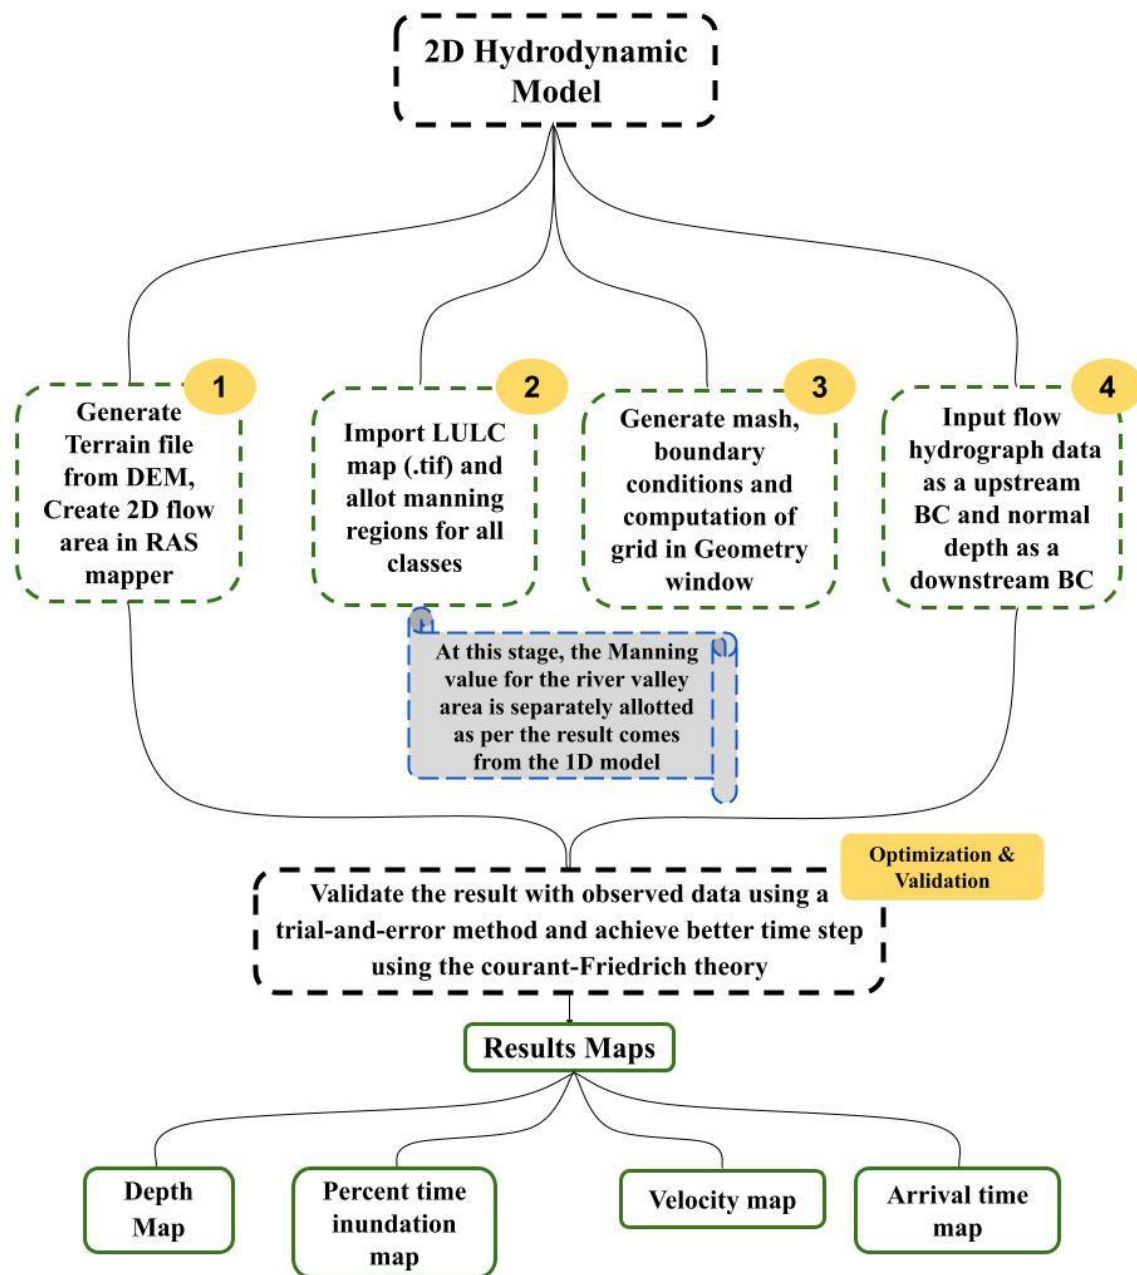 2D Hydrodynamic
Model
1
Generate
Terrain file
from DEM,
Create 2D flow
area in RAS
mapper
2
Import LULC
map (.tif) and
allot manning
regions for all
classes
3
Generate mash,
boundary
conditions and
computation of
grid in Geometry
window
4
Input flow
hydrograph data
as a upstream
BC and normal
depth as a
downstream BC
At this stage, the Manning
value for the river valley
area is separately allotted
as per the result comes
from the 1D model
Optimization &
Validation
Validate the result with observed data using a
trial-and-error method and achieve better time step
using the courant-Friedrich theory
Results Maps
Depth
Map
Percent time
inundation
map
Velocity map
Arrival time
map